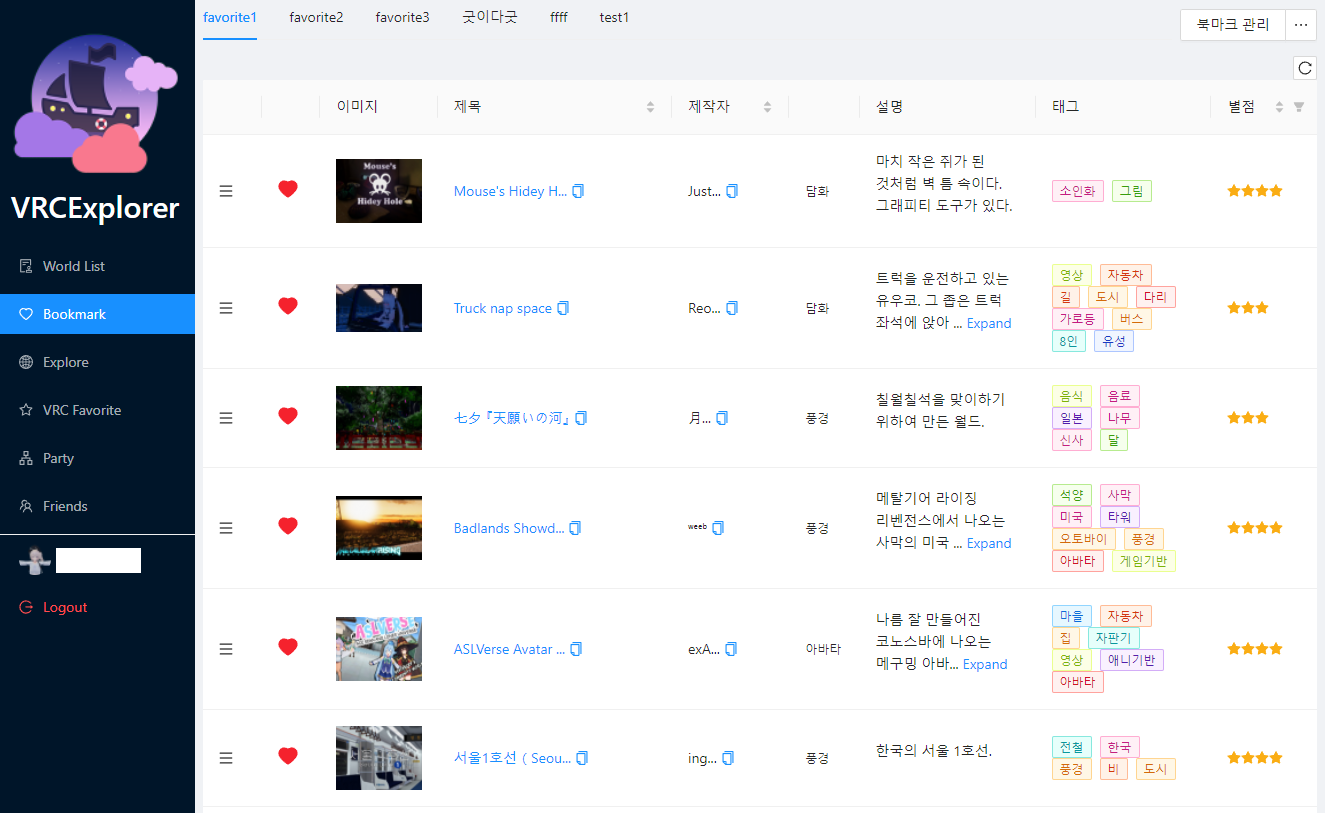 favorite1 favorite2 favorite3 굿이다굿 ffff test1
북마크 관리 ···
VRCExplorer
World List
Bookmark
Explore
VRC Favorite
Party
Friends
Logout
이미지 제목 제작자 설명 태그 별점
Mouse's
Hidey Hole
Mouse's Hidey H...
Just...
담화
마치 작은 쥐가 된
것처럼 벽 틈 속이다.
그래피티 도구가 있다.
소인화 그림
Truck nap space
Reo...
담화
트럭을 운전하고 있는
유우코. 그 좁은 트럭
좌석에 앉아 ... Expand
영상 자동차
길 도시 다리
가로등 버스
8인 유성
七夕『天願いの河』
月...
풍경
칠월칠석을 맞이하기
위하여 만든 월드.
음식 음료
일본 나무
신사 달
RISING
Badlands Showd...
ʷᵉᵉᵇ
풍경
메탈기어 라이징
리벤전스에서 나오는
사막의 미국 ... Expand
석양 사막
미국 타워
오토바이 풍경
아바타 게임기반
ASLVERSE
ASLVerse Avatar ...
exA...
아바타
나름 잘 만들어진
코노스바에 나오는
메구밍 아바... Expand
마을 자동차
집 자판기
영상 애니기반
아바타
서울1호선 ( Seou...
ing...
풍경
한국의 서울 1호선.
전철 한국
풍경 비 도시